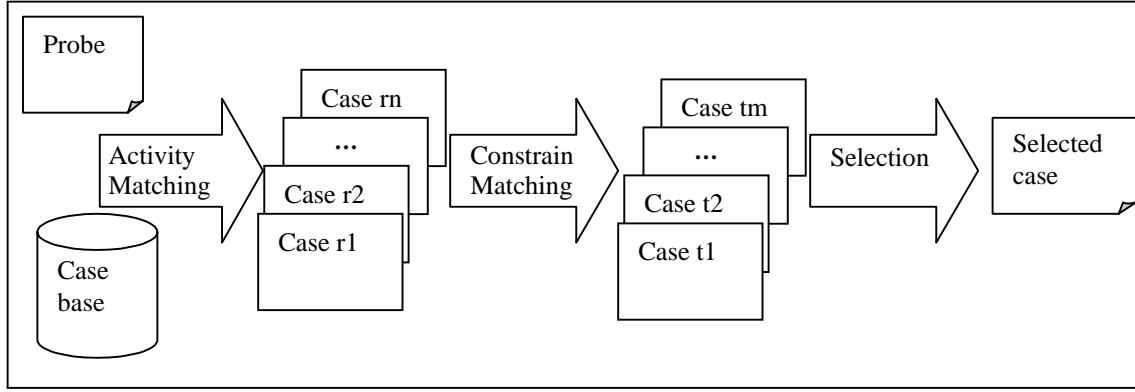 Probe
Case
base
Activity
Matching
Case rn
...
Case r2
Case r1
Constrain
Matching
Case tm
...
Case t2
Case t1
Selection
Selected
case